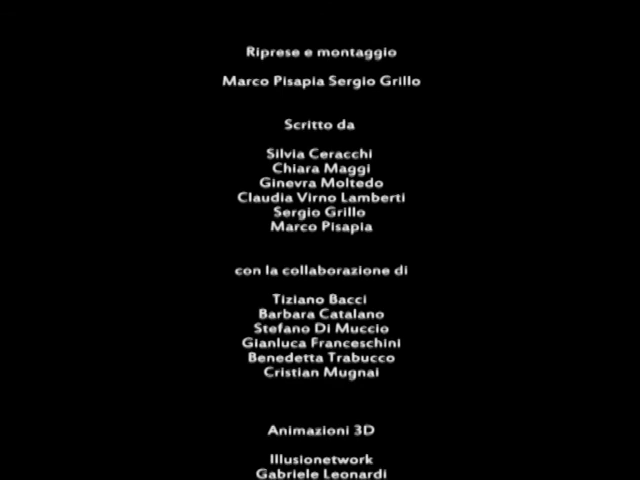 Riprese e montaggio
Marco Pisapia Sergio Grillo
Scritto da
Silvia Ceracchi
Chiara Maggi
Ginevra Moltedo
Claudia Virno Lamberti
Sergio Grillo
Marco Pisapia
con la collaborazione di
Tiziano Bacci
Barbara Catalano
Stefano Di Muccio
Gianluca Franceschini
Benedetta Trabucco
Cristian Mugnai
Animazioni 3D
Illusionetwork
Gabriele Leonardi